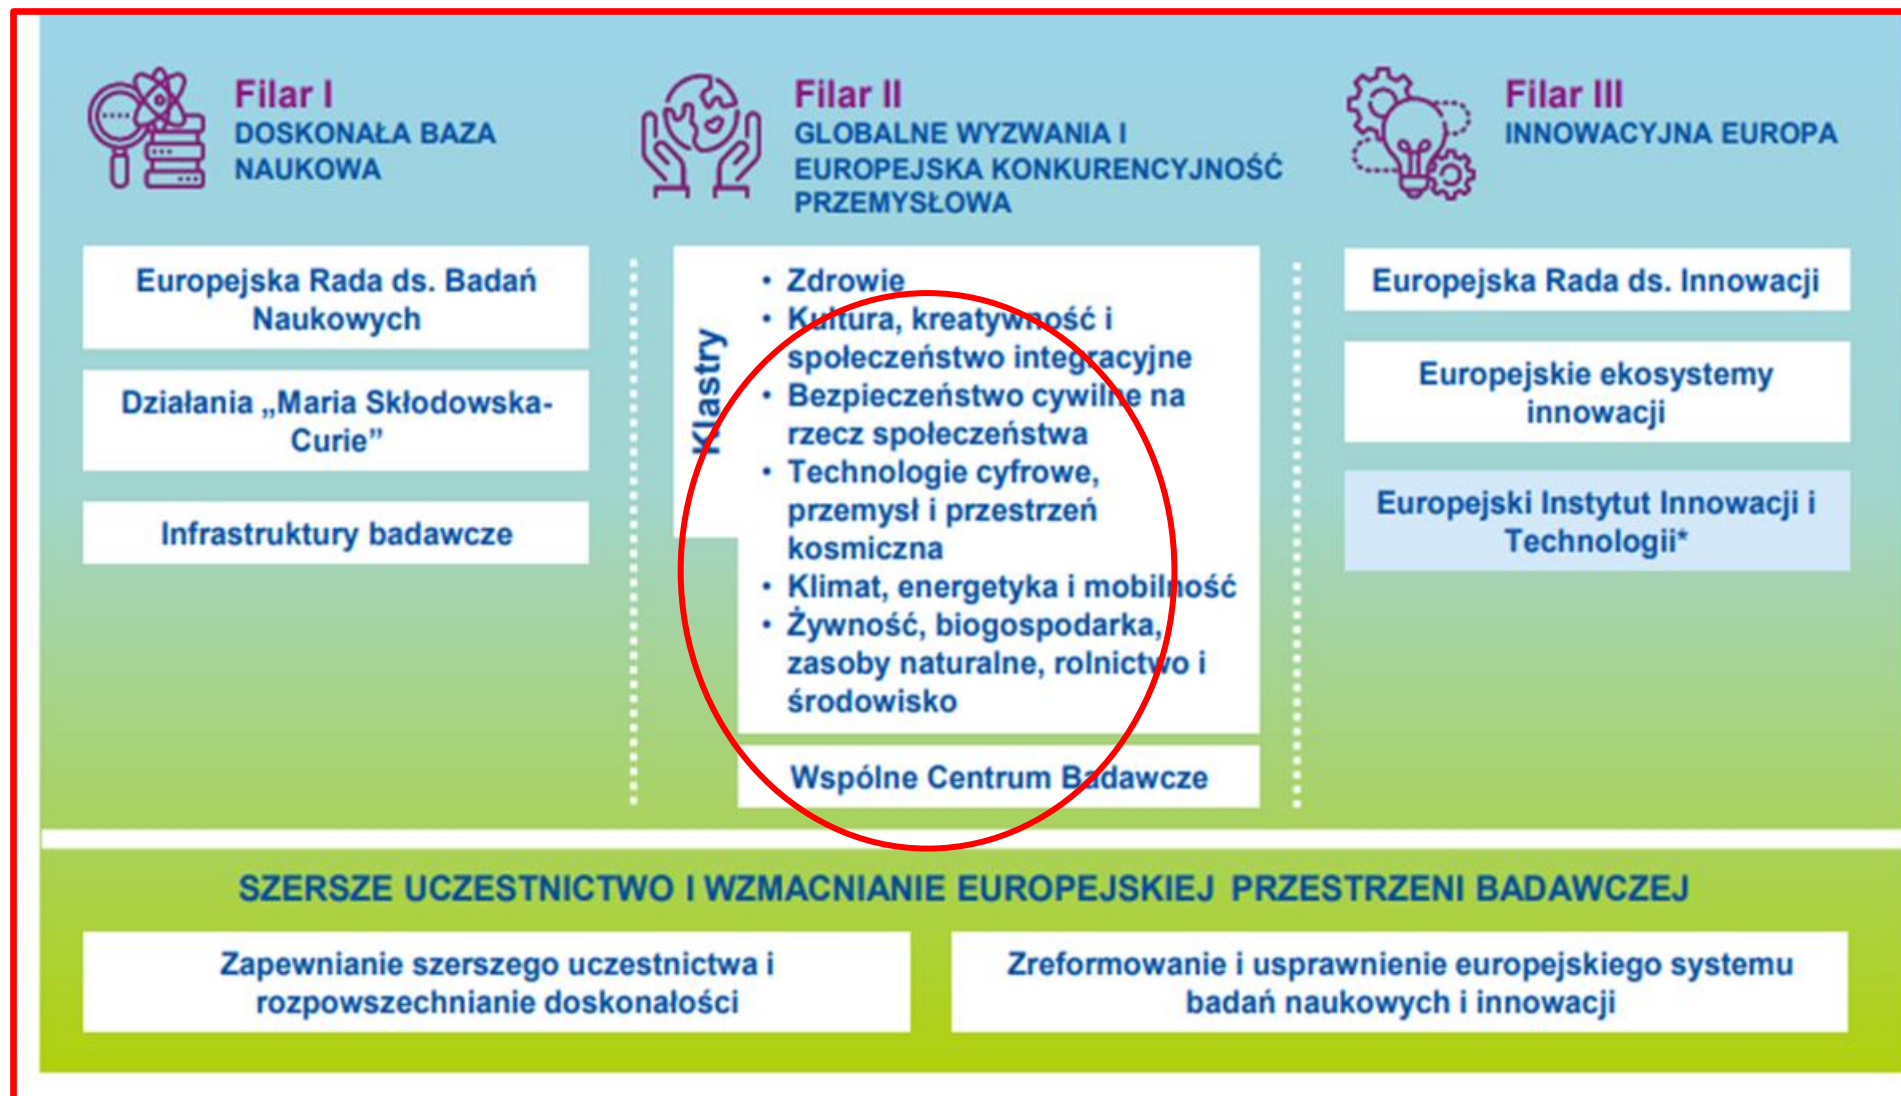 Filar I
DOSKONAŁA BAZA
NAUKOWA
Europejska Rada ds. Badań
Naukowych
Działania „Maria Skłodowska-
Curie”
Infrastruktury badawcze
Filar II
GLOBALNE WYZWANIA I
EUROPEJSKA KONKURENCYJNOŚĆ
PRZEMYSŁOWA
Klastry
• Zdrowie
• Kultura, kreatywność i
społeczeństwo integracyjne
• Bezpieczeństwo cywilne na
rzecz społeczeństwa
• Technologie cyfrowe,
przemysł i przestrzeń
kosmiczna
• Klimat, energetyka i mobilność
• Żywność, biogospodarka,
zasoby naturalne, rolnictwo i
środowisko
Wspólne Centrum Badawcze
Filar III
INNOWACYJNA EUROPA
Europejska Rada ds. Innowacji
Europejskie ekosystemy
innowacji
Europejski Instytut Innowacji i
Technologii*
SZERSZE UCZESTNICTWO I WZMACNIANIE EUROPEJSKIEJ PRZESTRZENI BADAWCZEJ
Zapewnianie szerszego uczestnictwa i
rozpowszechnianie doskonałości
Zreformowanie i usprawnienie europejskiego systemu
badań naukowych i innowacji